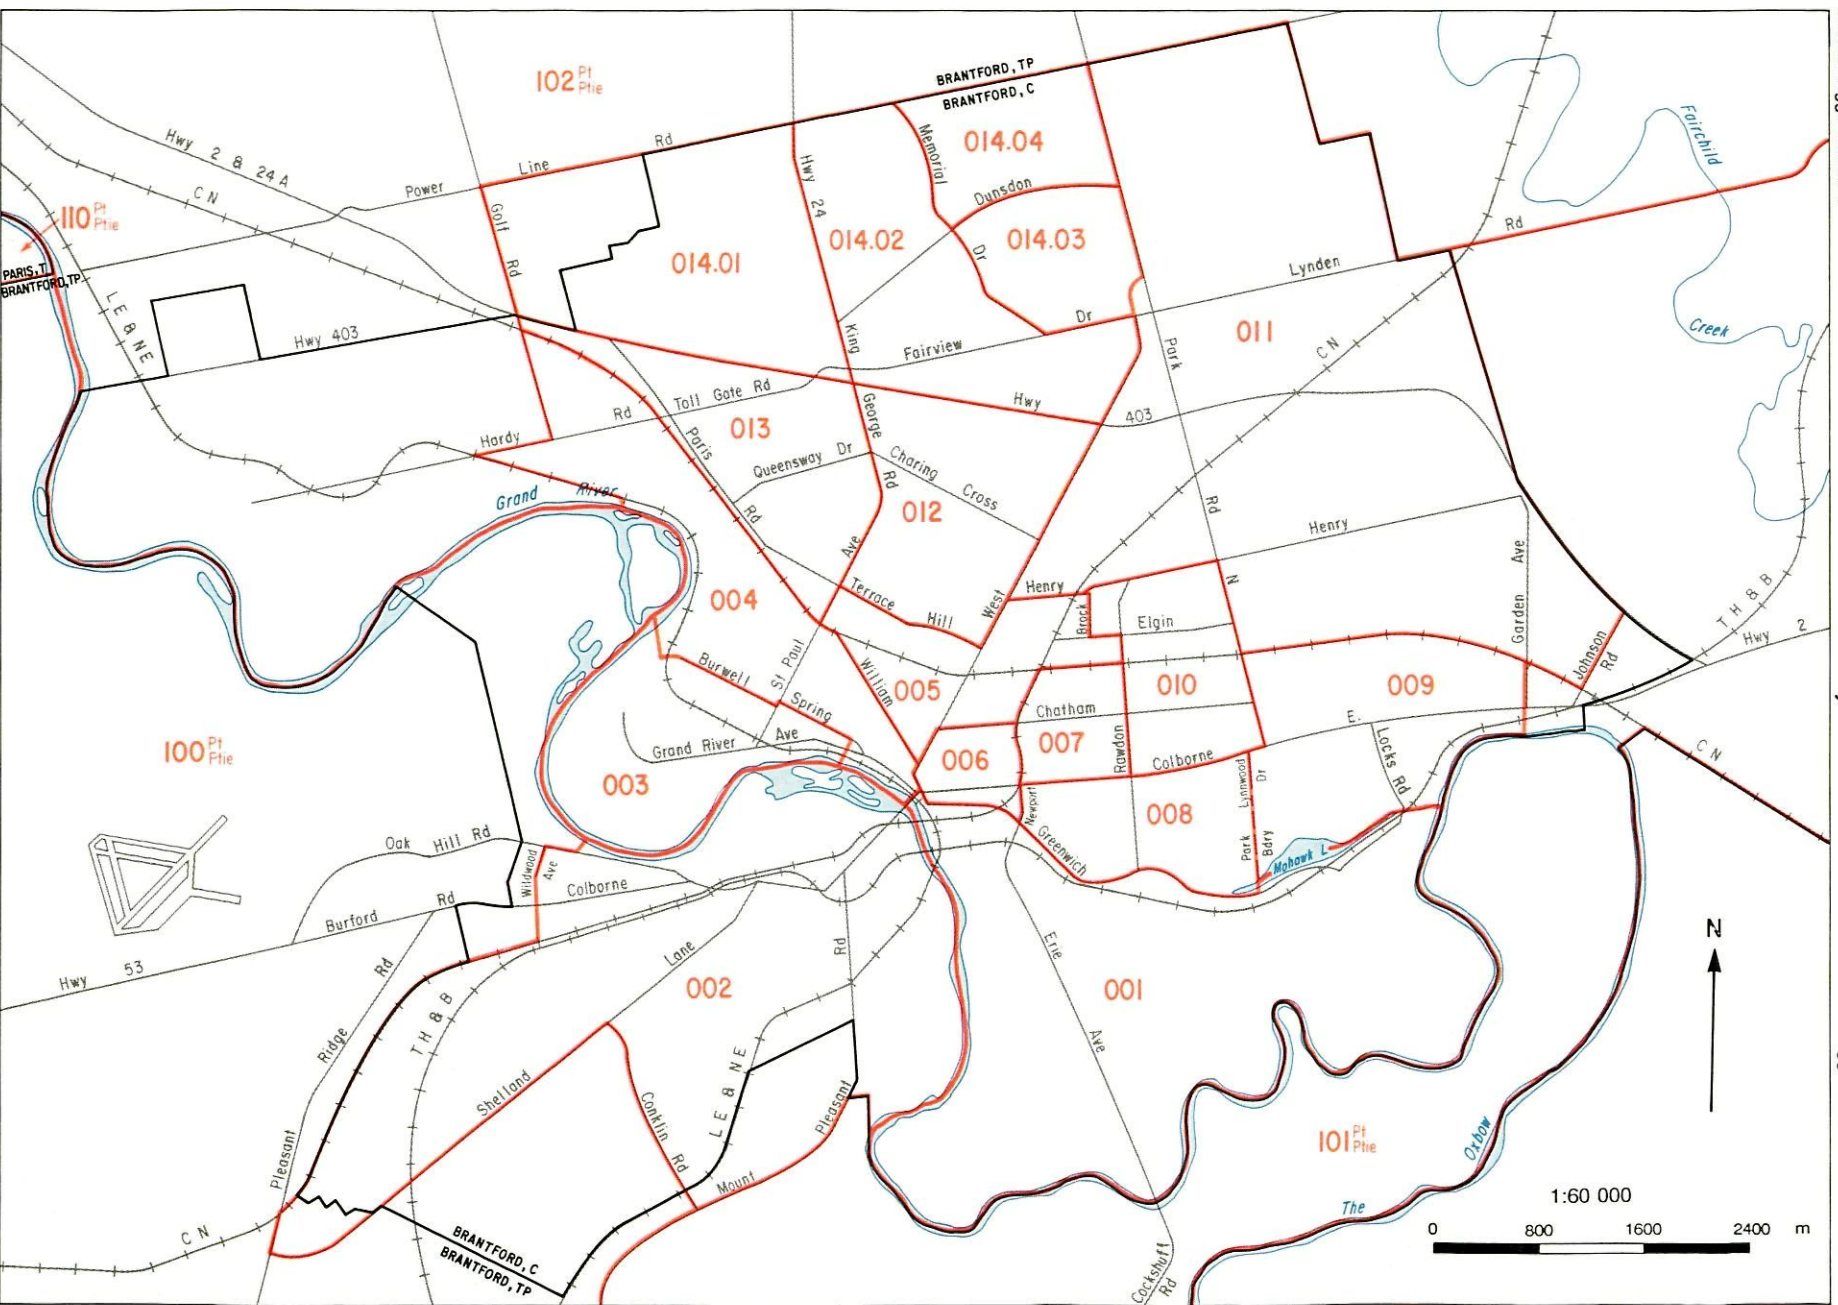 BRANTFORD, TP
BRANTFORD, C
102 Pt
Ptie
Hwy 2 & 24 A
CN
Power
Line
Rd
Memorial
014.04
Fairchild
110 Pt
Ptie
Golf
Rd
Hwy 24
Dunsdon
014.02
014.03
014.01
Dr
Lynden
Rd
PARIS, T
BRANTFORD, TP
LE & NE
Hwy 403
King
Fairview
Dr
Park
011
CN
Creek
Rd
Toll Gate Rd
Hwy
403
Hardy
013
George
Paris
Queensway Dr
Charing
Cross
Rd
Grand River
Rd
012
Rd
Henry
Ave
Garden Ave
004
Terrace
Hill
West
Henry
N
Brock
Elgin
TH & B
Hwy 2
Johnson
Rd
Burwell
St Paul
William
005
010
009
Spring
Chatham
E.
100 Pt
Ptie
Grand River Ave
006
007
Rawdon
Colborne
Locks Rd
CN
003
Newport
008
Lynnwood
Dr
Park
Bdry
Oak Hill Rd
Wildwood
Ave
Greenwich
Mohawk L
Colborne
Burford
Rd
Hwy 53
Rd
Lane
Rd
Erie
N
002
001
Ridge
TH & B
Ave
Shelland
Conklin
Rd
LE & NE
Pleasant
Pleasant
Mount
101 Pt
Ptie
Oxbow
The
1:60 000
CN
BRANTFORD, C
BRANTFORD, TP
0 800 1600 2400 m
Cockshutt
Rd